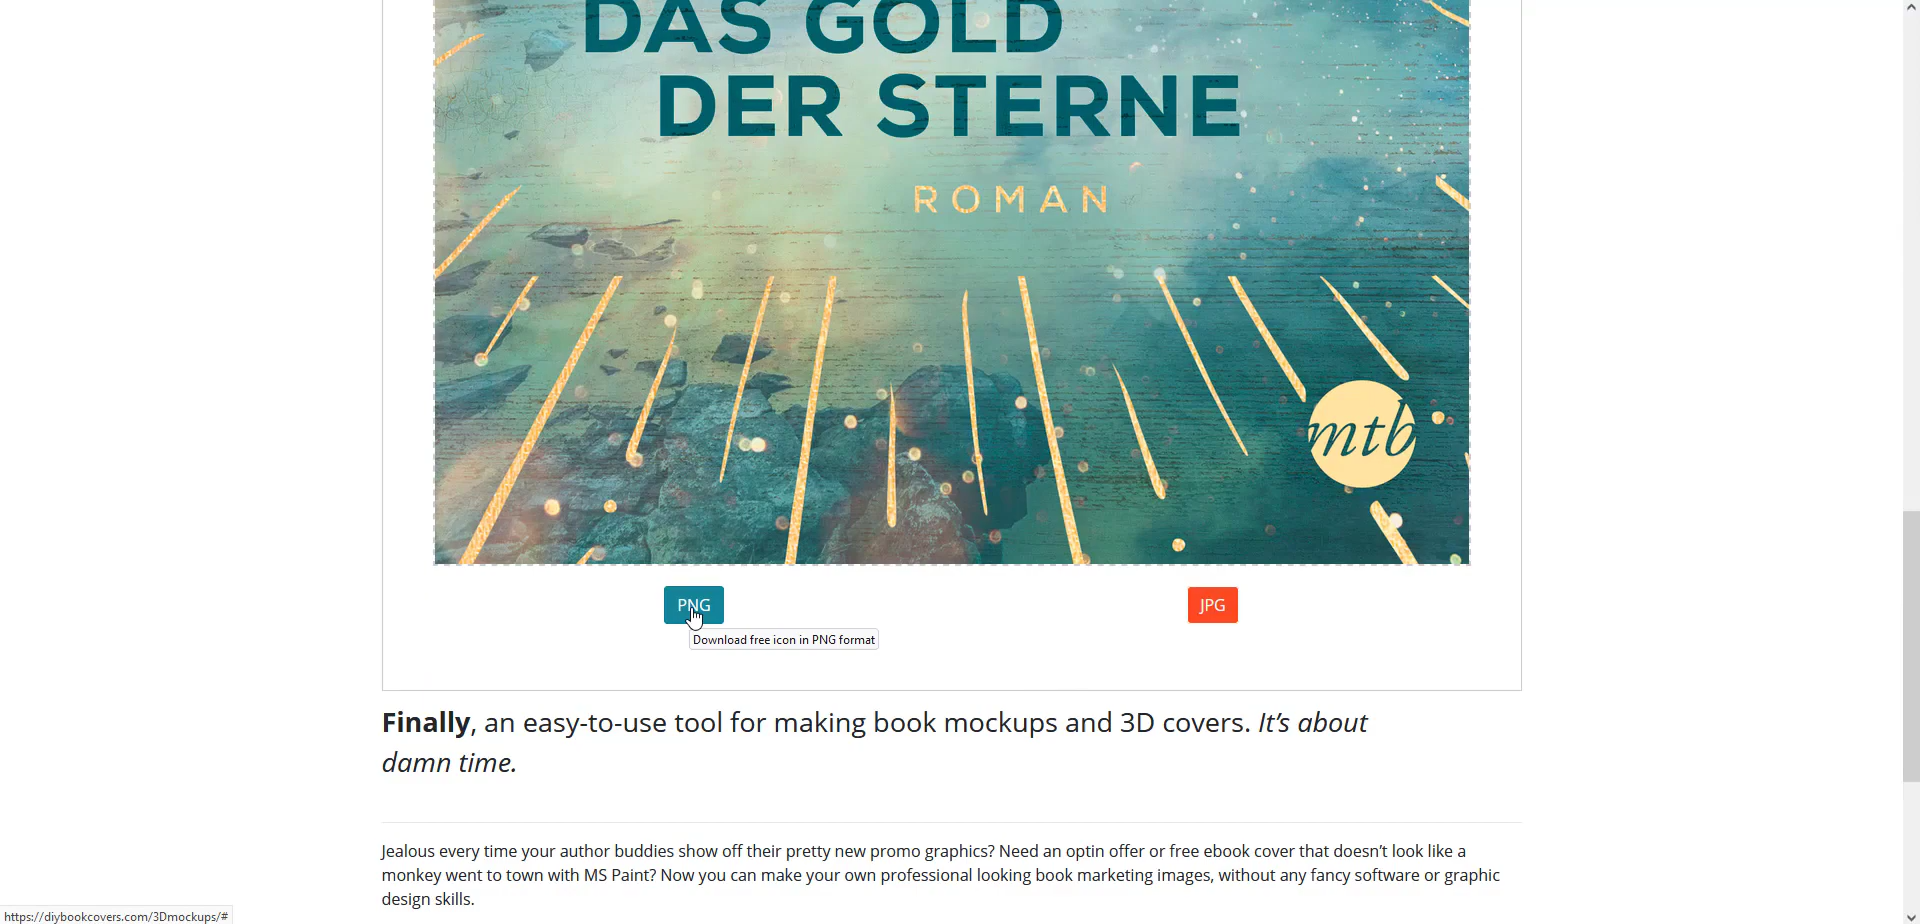 DAS GOLD
DER STERNE
ROMAN
mtb
PNG
JPG
Download free icon in PNG format
Finally, an easy-to-use tool for making book mockups and 3D covers. It’s about
damn time.
Jealous every time your author buddies show off their pretty new promo graphics? Need an optin offer or free ebook cover that doesn’t look like a
monkey went to town with MS Paint? Now you can make your own professional looking book marketing images, without any fancy software or graphic
design skills.
https://diybookcovers.com/3Dmockups/#